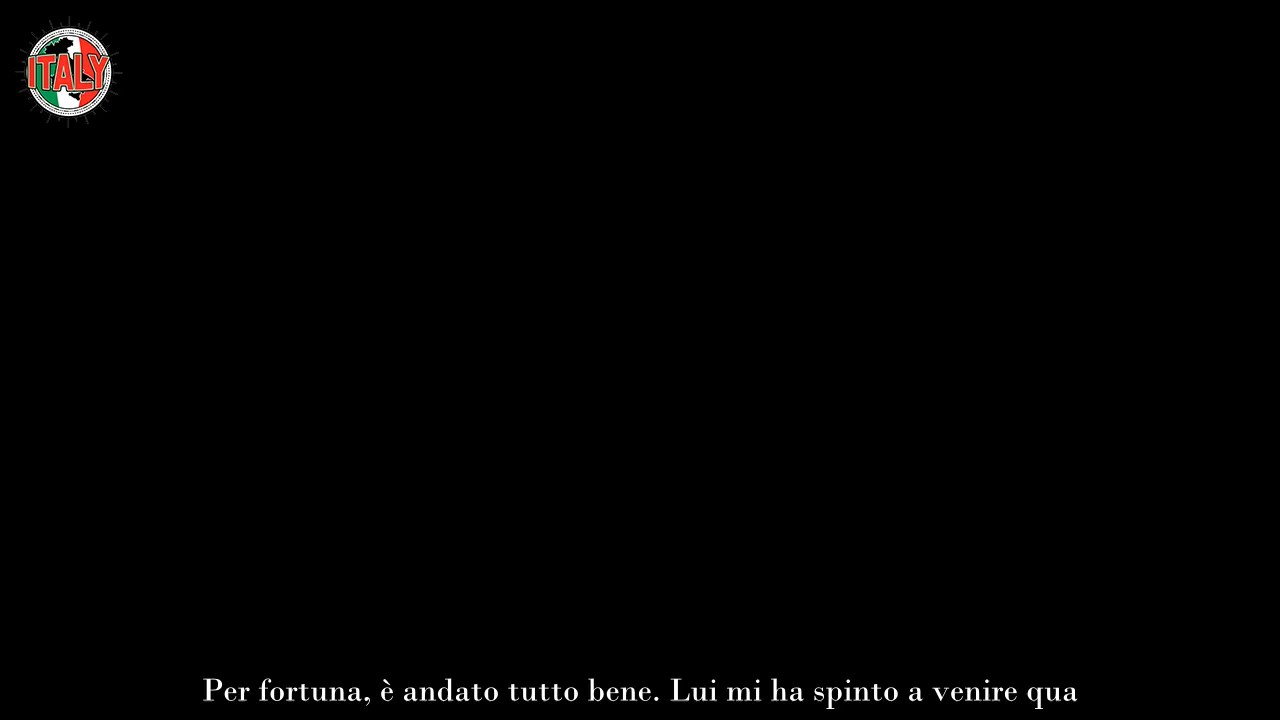 ITALY
Per fortuna, è andato tutto bene. Lui mi ha spinto a venire qua